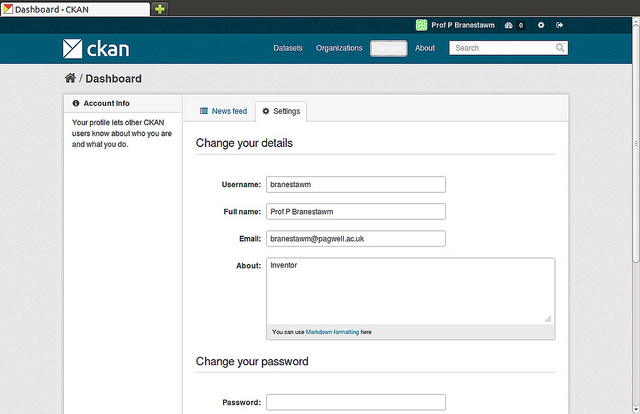 Dashboard - CKAN
Prof P Branestawm 0
ckan
Datasets Organizations Groups About Search
/ Dashboard
Account Info
Your profile lets other CKAN
users know about who you are
and what you do.
News feed Settings
Change your details
Username: branestawm
Full name: Prof P Branestawm
Email: branestawm@pagwell.ac.uk
About: Inventor
You can use Markdown formatting here
Change your password
Password: